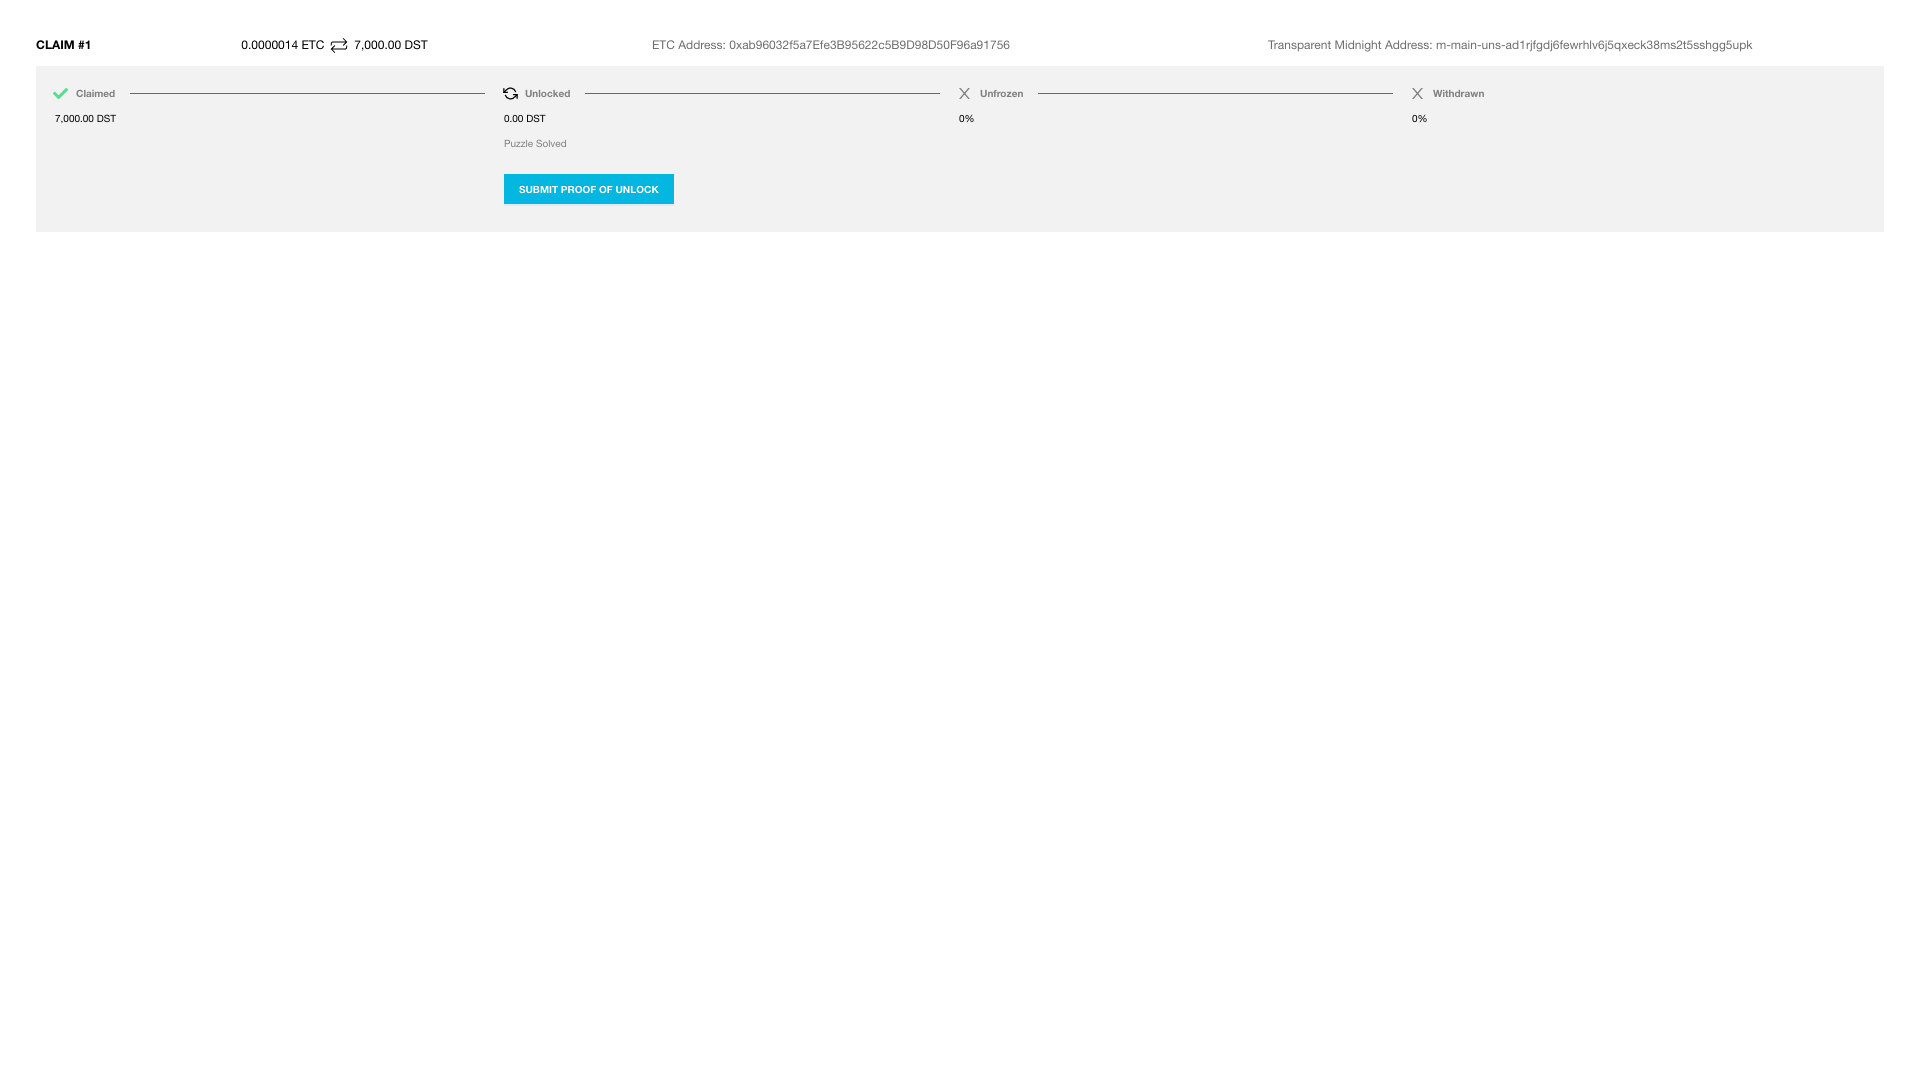 CLAIM #1
0.0000014 ETC 7,000.00 DST
ETC Address: 0xab96032f5a7Efe3B95622c5B9D98D50F96a91756
Transparent Midnight Address: m-main-uns-ad1rjfgdj6fewrhlv6j5qxeck38ms2t5sshgg5upk
Claimed
7,000.00 DST
Unlocked
0.00 DST
Puzzle Solved
SUBMIT PROOF OF UNLOCK
Unfrozen
0%
Withdrawn
0%